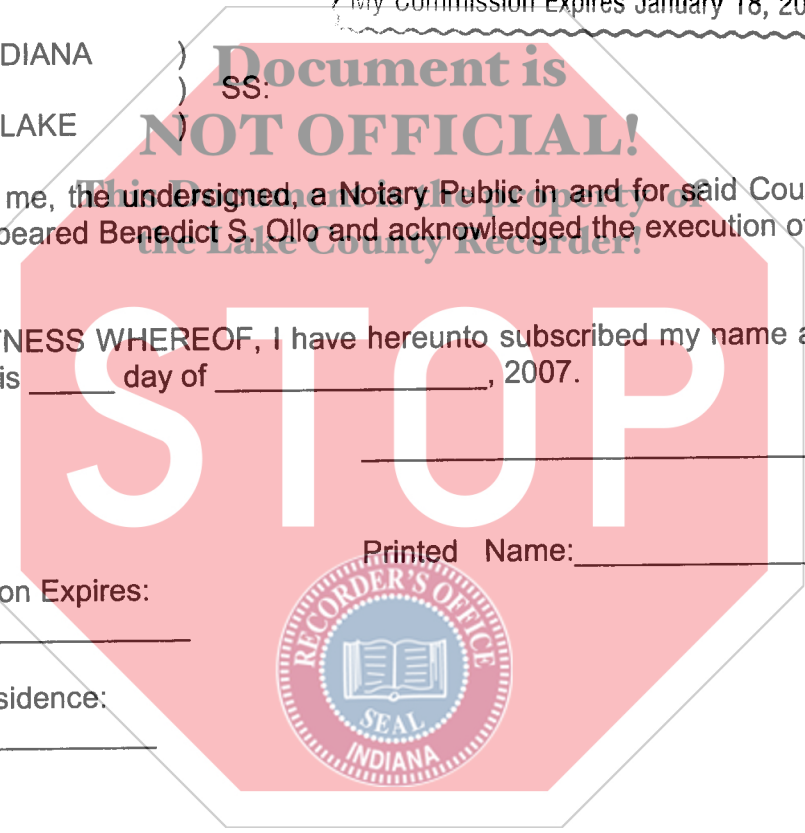 My Commission Expires January 18, 20
DIANA )
) SS:
LAKE )
Document is
NOT OFFICIAL!
This Document is the property of
the Lake County Recorder!
me, the undersigned, a Notary Public in and for said Cou
peared Benedict S. Ollo and acknowledged the execution o
TNESS WHEREOF, I have hereunto subscribed my name a
is _____ day of ________________, 2007.
STOP
Printed Name:
on Expires:
sidence:
RECORDER'S OFFICE
SEAL
INDIANA